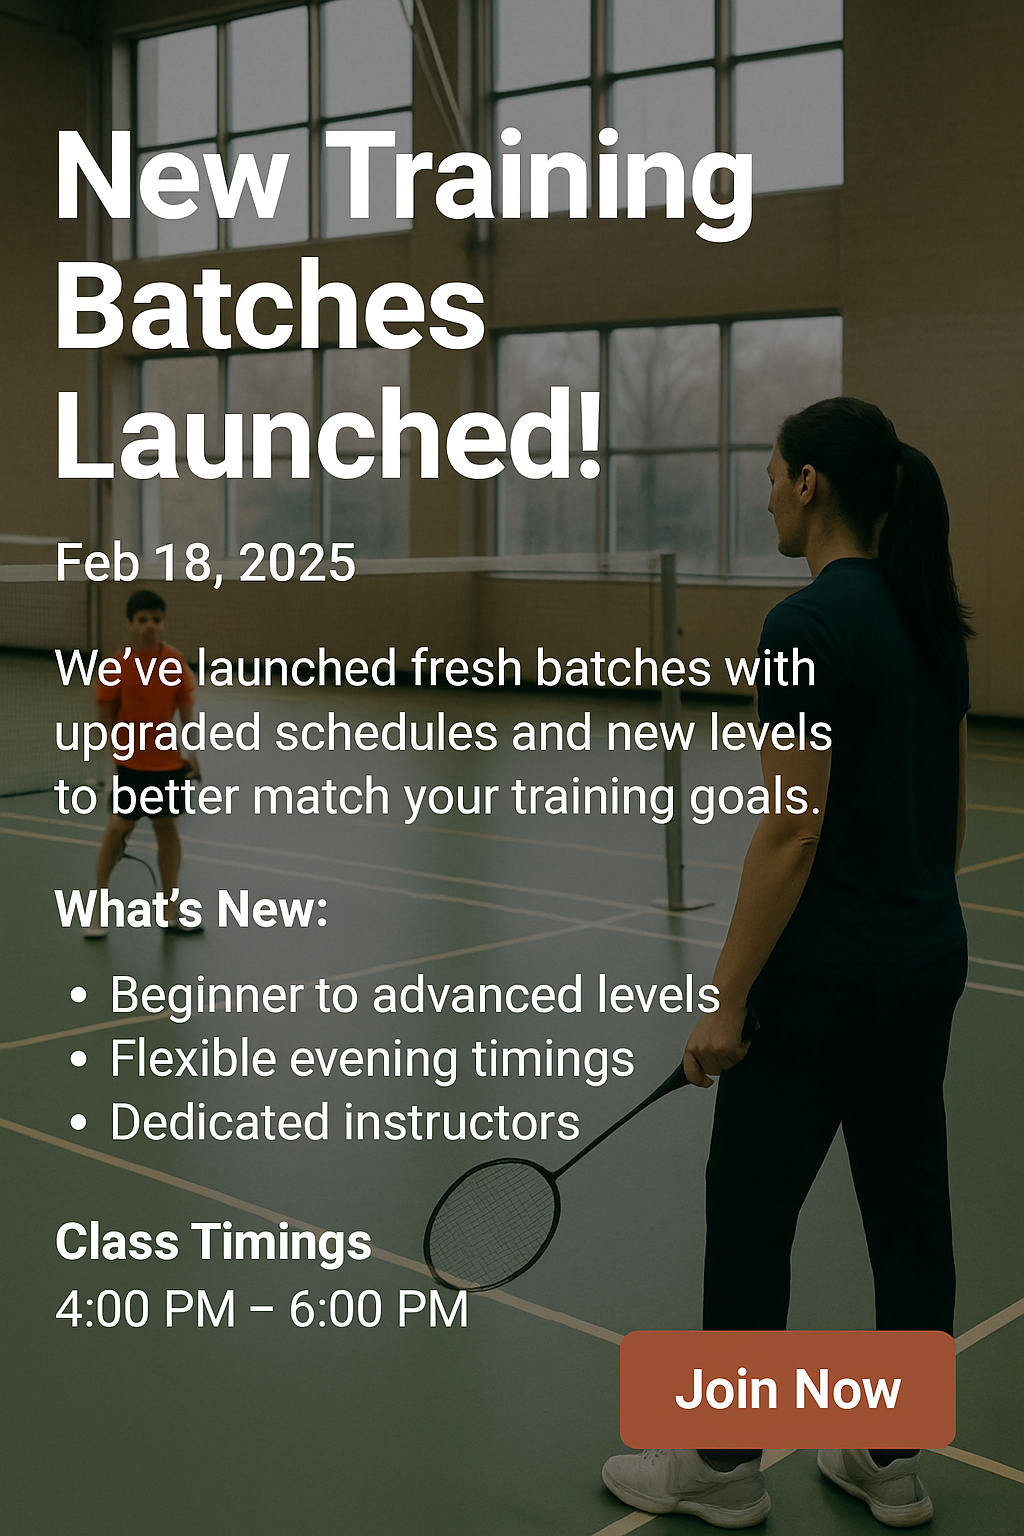 New Training
Batches
Launched!
Feb 18, 2025
We’ve launched fresh batches with
upgraded schedules and new levels
to better match your training goals.
What’s New:
• Beginner to advanced levels
• Flexible evening timings
• Dedicated instructors
Class Timings
4:00 PM – 6:00 PM
Join Now